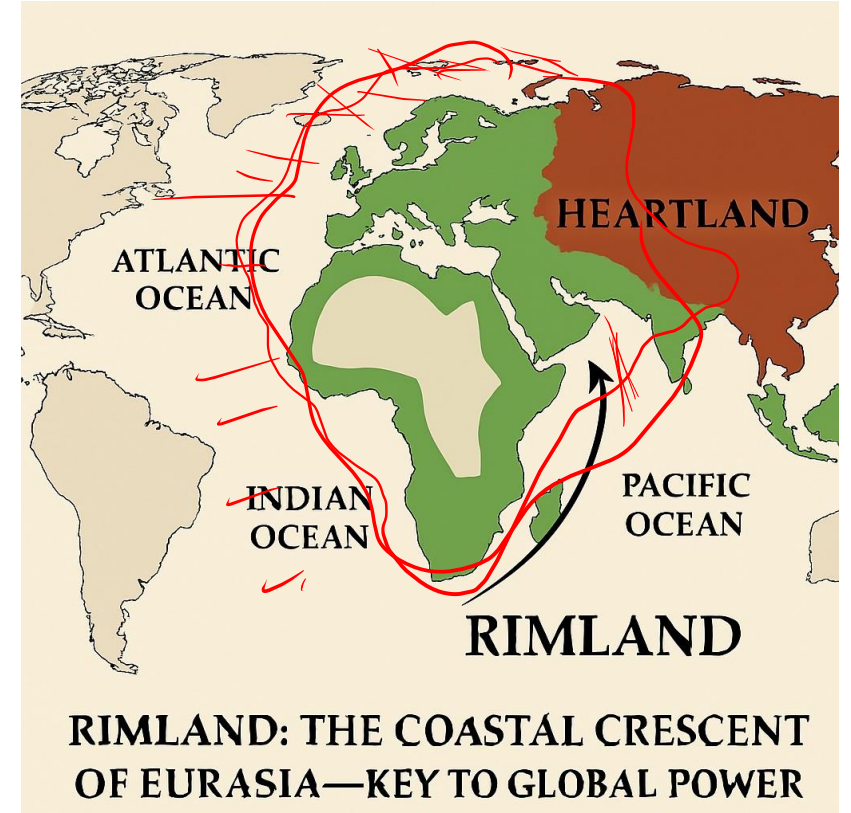 HEARTLAND
ATLANTIC
OCEAN
INDIAN
OCEAN
PACIFIC
OCEAN
RIMLAND
RIMLAND: THE COASTAL CRESCENT
OF EURASIA—KEY TO GLOBAL POWER